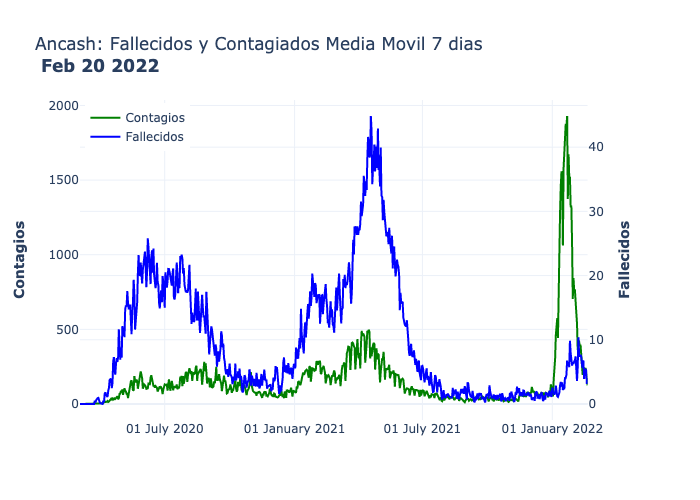 Ancash: Fallecidos y Contagiados Media Movil 7 dias
Feb 20 2022
Contagios
Fallecidos
2000
1500
1000
500
0
Contagios
40
30
20
10
0
Fallecidos
01 July 2020
01 January 2021
01 July 2021
01 January 2022